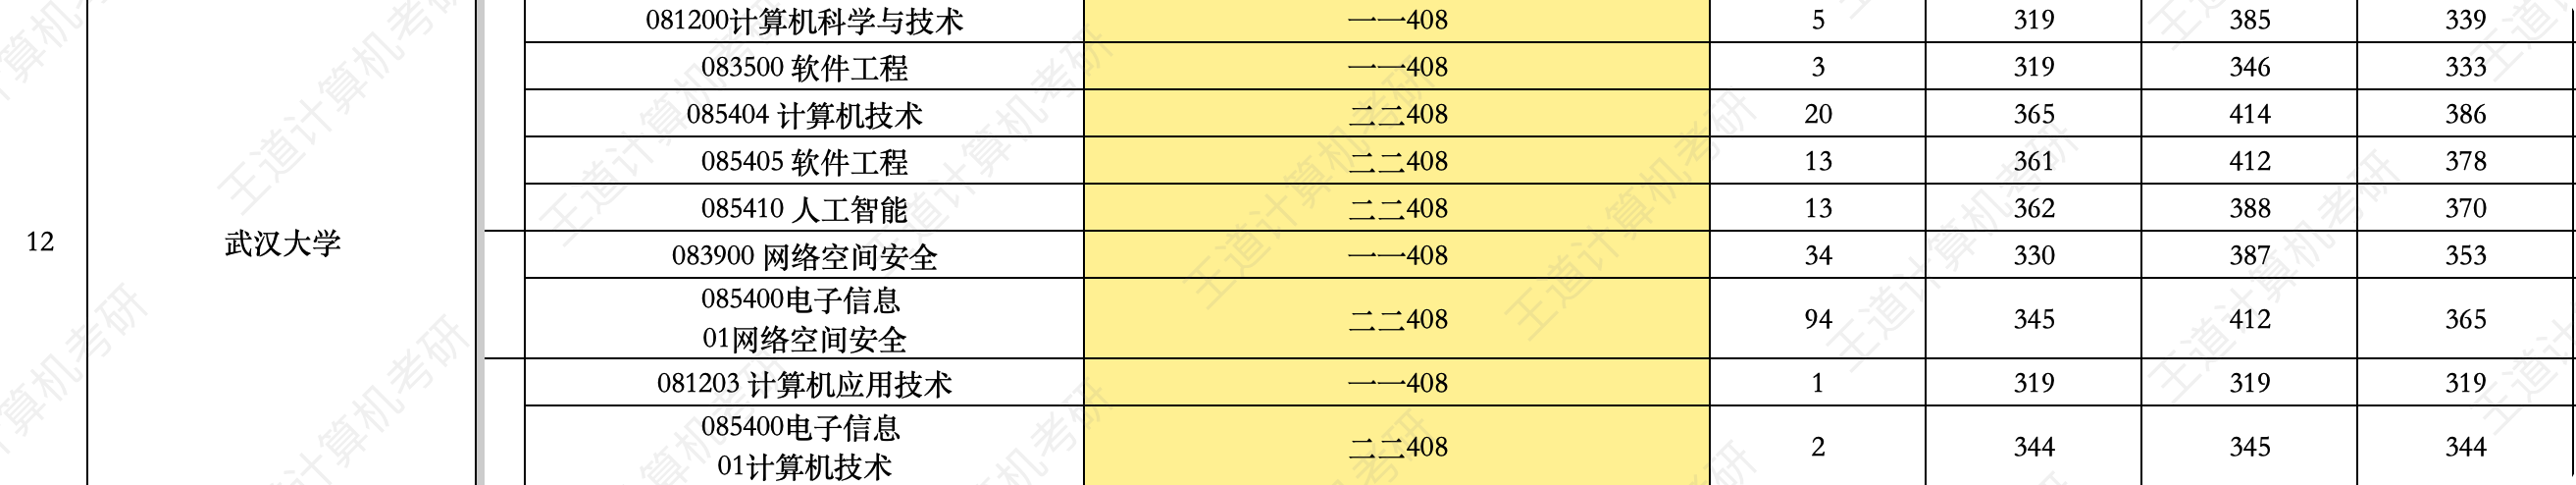 081200计算机科学与技术 一一408 5 319 385 339
083500 软件工程 一一408 3 319 346 333
085404 计算机技术 二二408 20 365 414 386
085405 软件工程 二二408 13 361 412 378
085410 人工智能 二二408 13 362 388 370
12 武汉大学
083900 网络空间安全 一一408 34 330 387 353
085400电子信息
01网络空间安全 二二408 94 345 412 365
081203 计算机应用技术 一一408 1 319 319 319
085400电子信息
01计算机技术 二二408 2 344 345 344
王道计算机考研